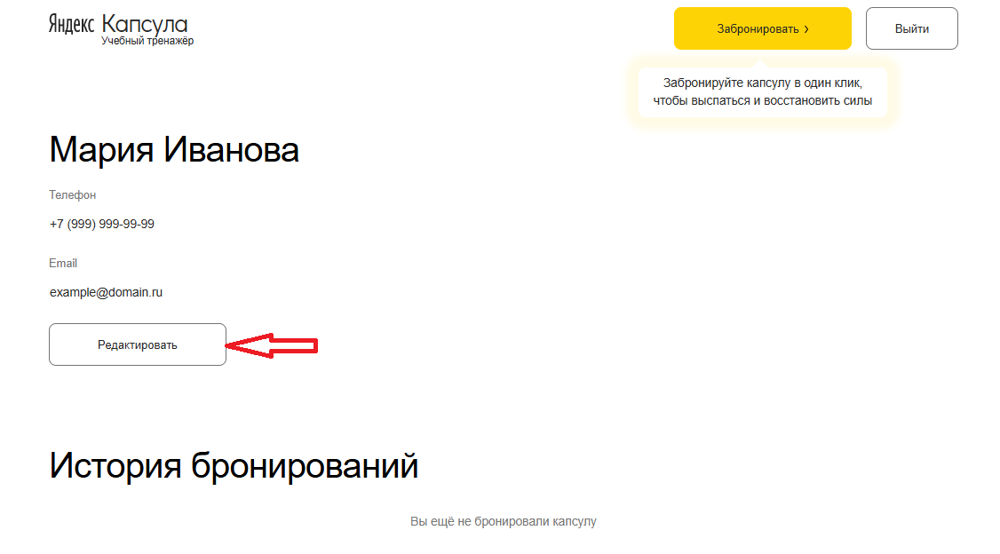 Яндекс Капсула
Учебный тренажёр
Забронировать ›
Выйти
Забронируйте капсулу в один клик,
чтобы выспаться и восстановить силы
Мария Иванова
Телефон
+7 (999) 999-99-99
Email
example@domain.ru
Редактировать
История бронирований
Вы ещё не бронировали капсулу